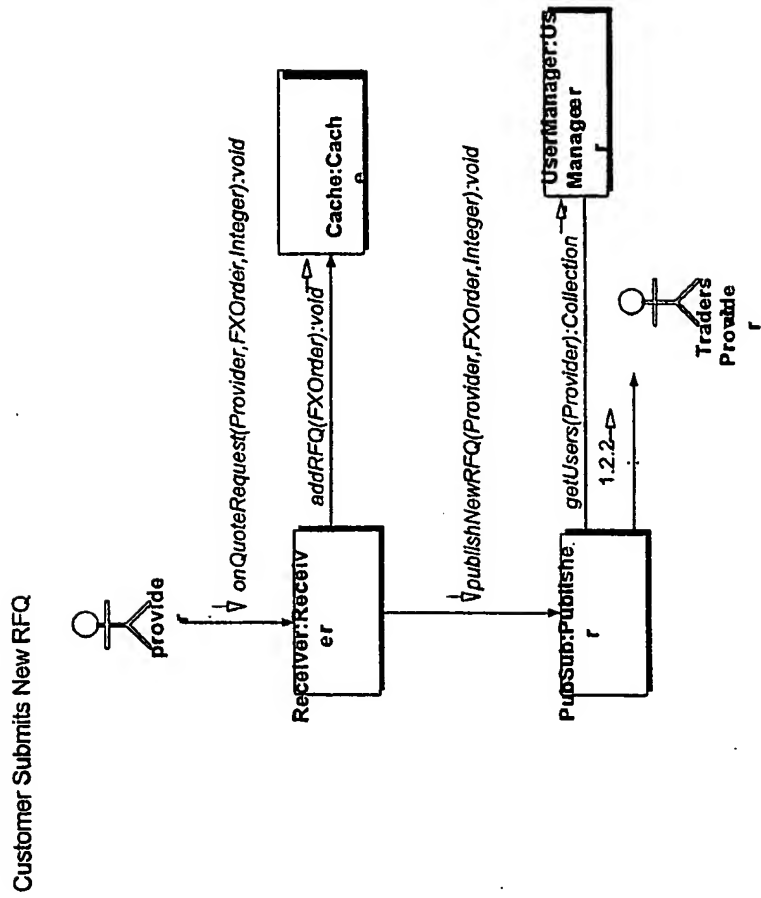 Customer Submits New RFQ
provide
r
onQuoteRequest(Provider,FXOrder,Integer):void
Receiver:Receiv
er
addRFQ(FXOrder):void
Cache:Cach
e
publishNewRFQ(Provider,FXOrder,Integer):void
PubSub:Publishe
r
getUsers(Provider):Collection
UserManager:Us
Manager
r
1.2.2
Traders
Provide
r